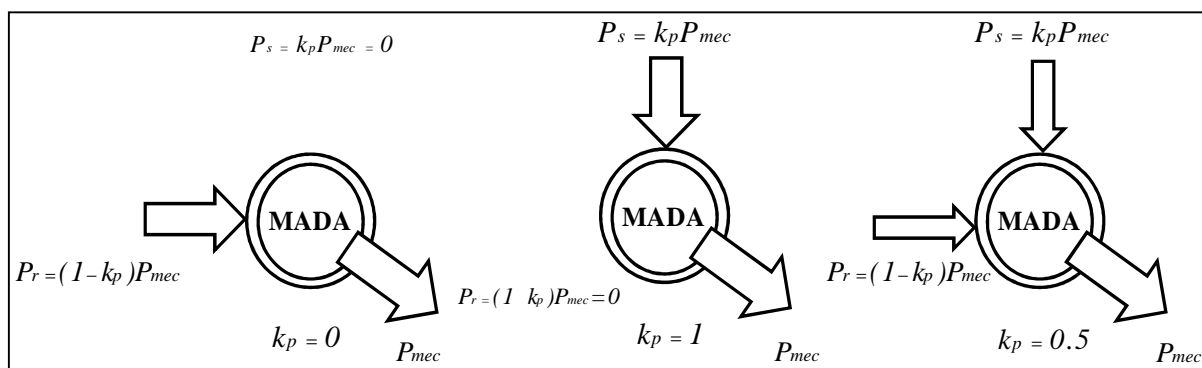 P_s = k_pP_mec = 0
MADA
P_r = (1 - k_p)P_mec
k_p = 0
P_mec
P_s = k_pP_mec
MADA
P_r = (1 k_p)P_mec = 0
k_p = 1
P_mec
P_s = k_pP_mec
MADA
P_r = (1 - k_p)P_mec
k_p = 0.5
P_mec